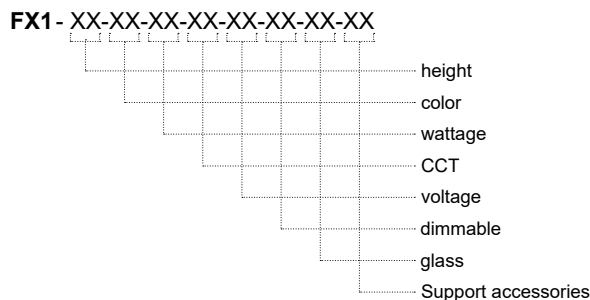 FX1- XX-XX-XX-XX-XX-XX-XX-XX
height
color
wattage
CCT
voltage
dimmable
glass
Support accessories